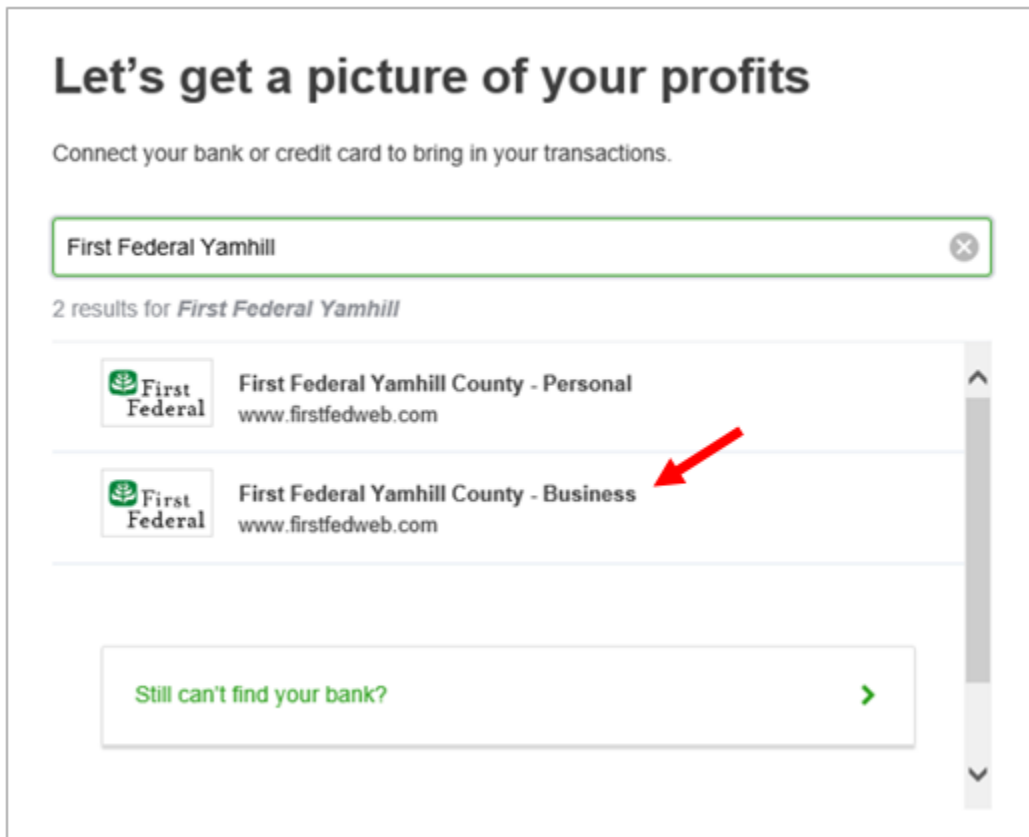 Let's get a picture of your profits
Connect your bank or credit card to bring in your transactions.
First Federal Yamhill
2 results for First Federal Yamhill
First
Federal
First Federal Yamhill County - Personal
www.firstfedweb.com
First
Federal
First Federal Yamhill County - Business
www.firstfedweb.com
Still can't find your bank?